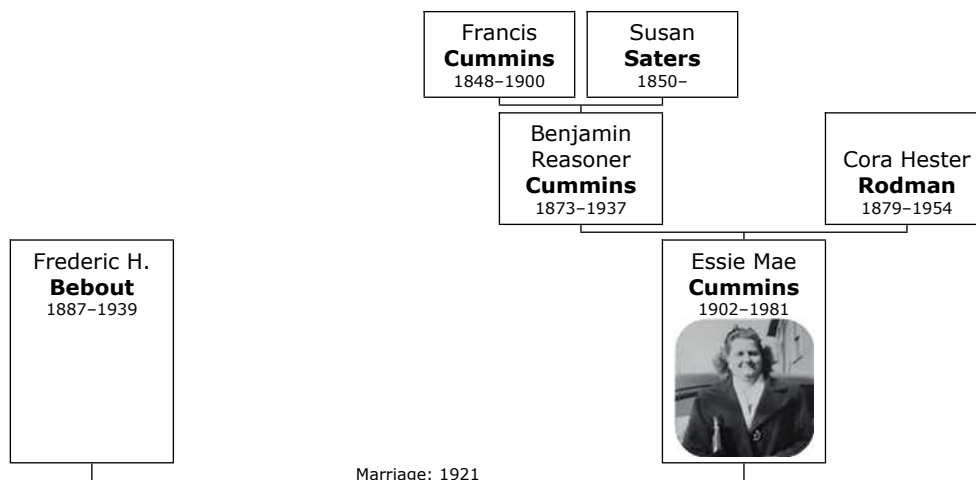 Francis
Cummins
1848–1900
Susan
Saters
1850–
Benjamin
Reasoner
Cummins
1873–1937
Cora Hester
Rodman
1879–1954
Frederic H.
Bebout
1887–1939
Essie Mae
Cummins
1902–1981
Marriage: 1921